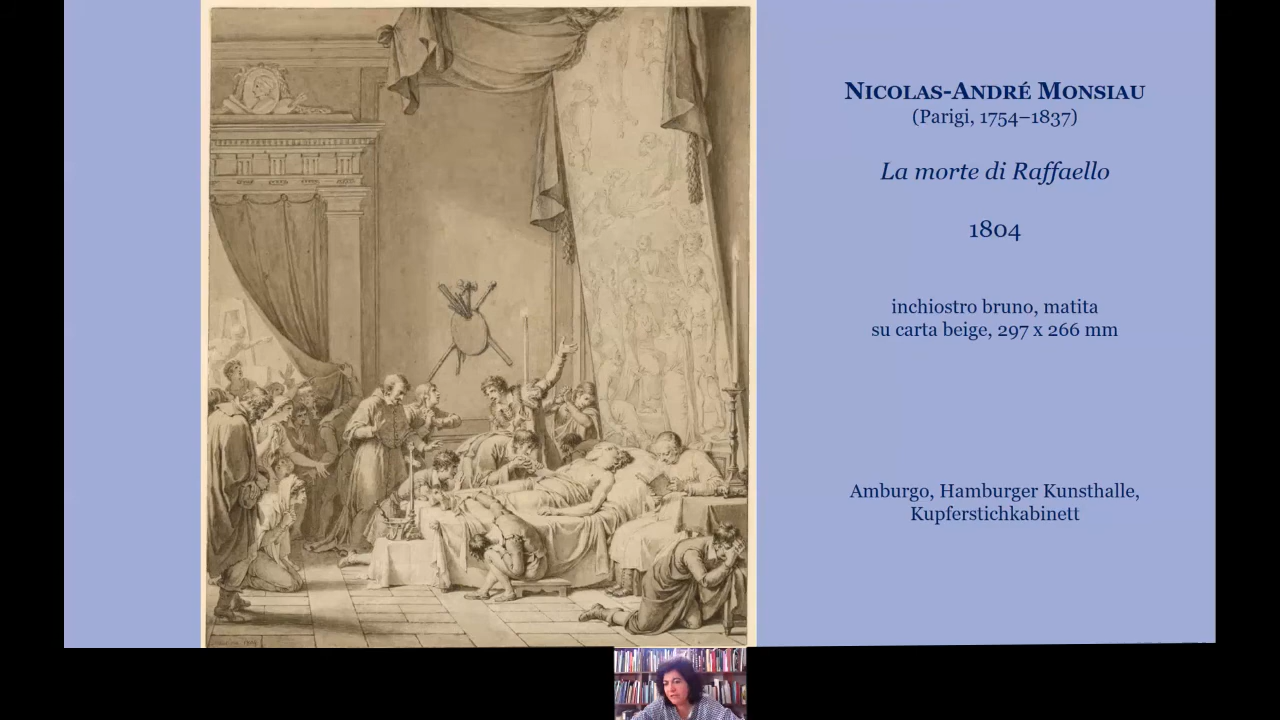 Nicolas-André Monsiau
(Parigi, 1754–1837)
La morte di Raffaello
1804
inchiostro bruno, matita
su carta beige, 297 x 266 mm
Amburgo, Hamburger Kunsthalle,
Kupferstichkabinett